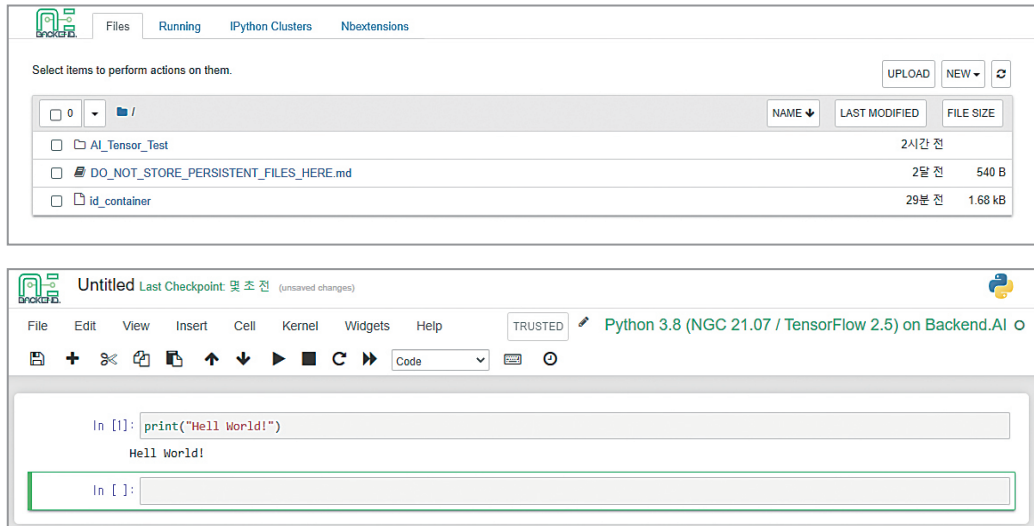 BACKEND.
Files Running IPython Clusters Nbextensions
Select items to perform actions on them.
UPLOAD NEW
0 / NAME LAST MODIFIED FILE SIZE
AI_Tensor_Test 2시간 전
DO_NOT_STORE_PERSISTENT_FILES_HERE.md 2달 전 540 B
id_container 29분 전 1.68 kB
BACKEND.
Untitled Last Checkpoint: 몇 초 전 (unsaved changes)
File Edit View Insert Cell Kernel Widgets Help TRUSTED Python 3.8 (NGC 21.07 / TensorFlow 2.5) on Backend.AI
Code
In [1]: print("Hell World!")
Hell World!
In [ ]: